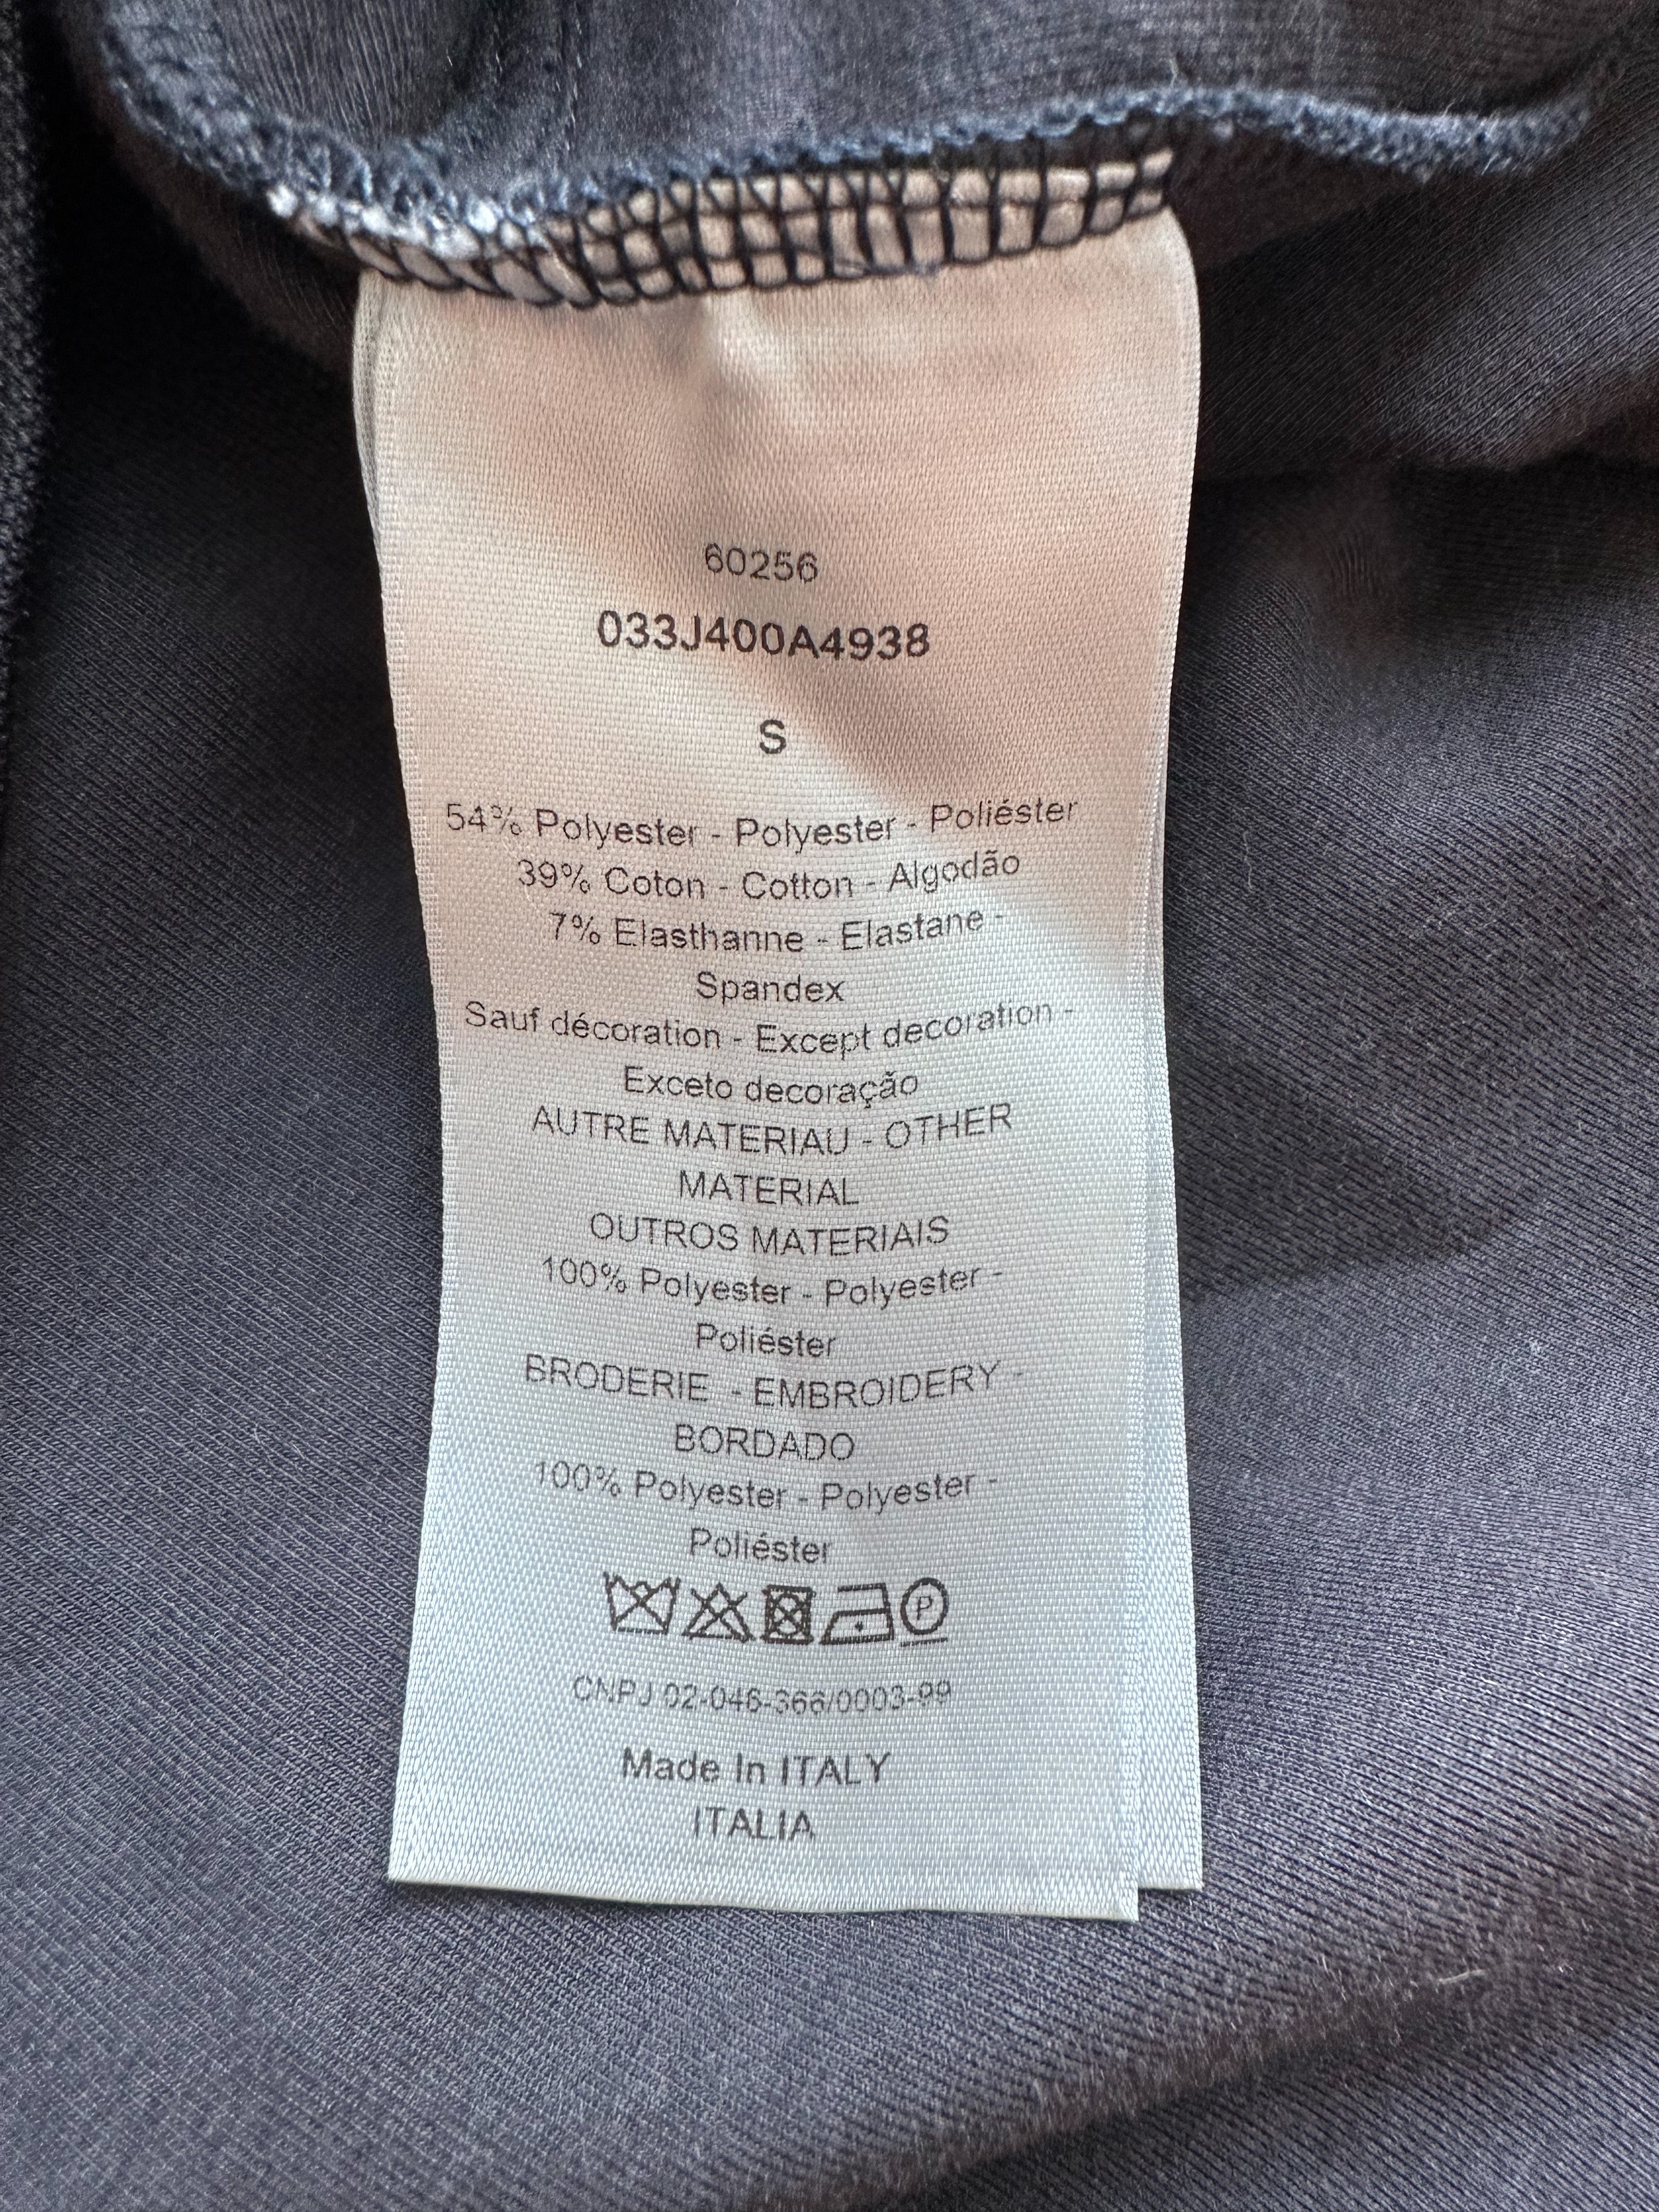 60256
033J400A4938
S
54% Polyester - Polyester - Poliéster
39% Coton - Cotton - Algodão
7% Elasthanne - Elastane -
Spandex
Sauf décoration - Except decoration -
Exceto decoração
AUTRE MATERIAU - OTHER
MATERIAL
OUTROS MATERIAIS
100% Polyester - Polyester -
Poliéster
BRODERIE - EMBROIDERY -
BORDADO
100% Polyester - Polyester -
Poliéster
P
CNPJ 02-046-366/0003-99
Made In ITALY
ITALIA